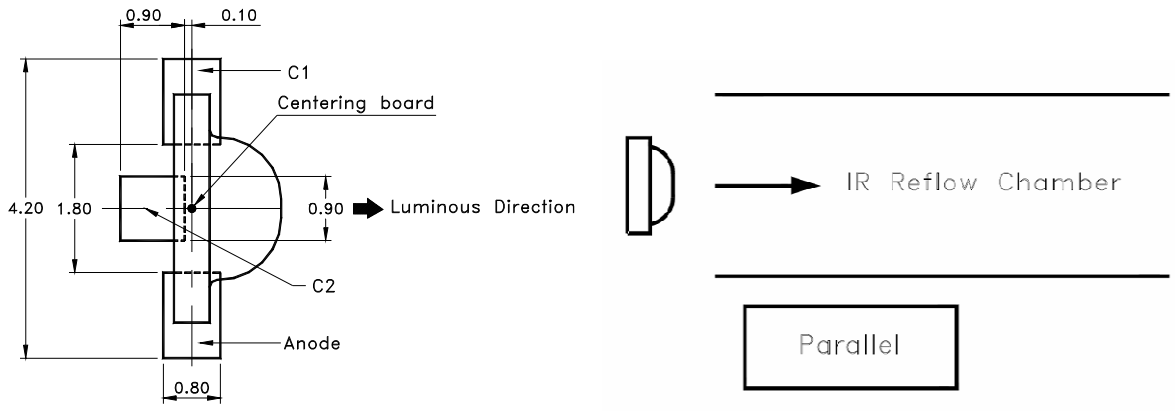 0.90
0.10
C1
Centering board
4.20
1.80
0.90
Luminous Direction
C2
Anode
0.80
IR Reflow Chamber
Parallel